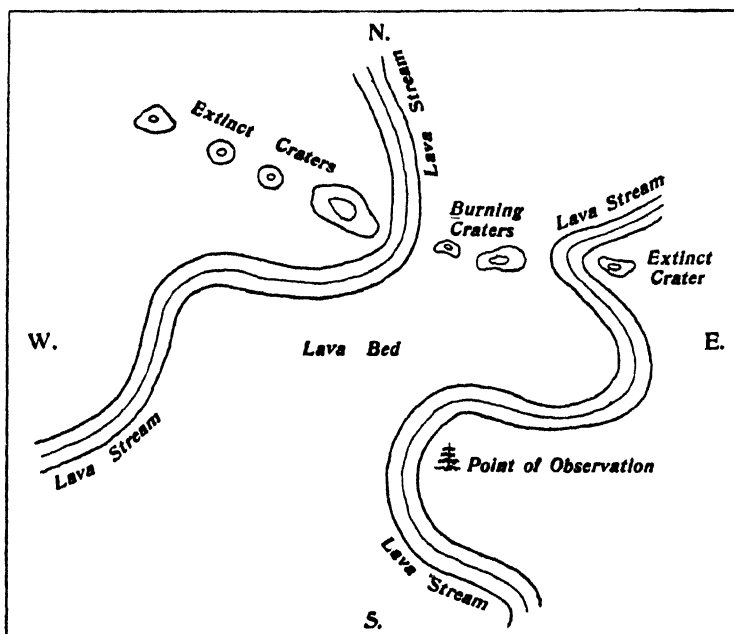 N.
Lava Stream
Extinct Craters
Lava Stream
Burning
Craters
Extinct
Crater
W.
Lava Bed
E.
Point of Observation
Lava Stream
Lava Stream
S.